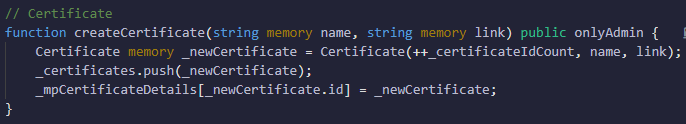 // Certificate
function createCertificate(string memory name, string memory link) public onlyAdmin {
    Certificate memory _newCertificate = Certificate(++_certificateIdCount, name, link);
    _certificates.push(_newCertificate);
    _mpCertificateDetails[_newCertificate.id] = _newCertificate;
}